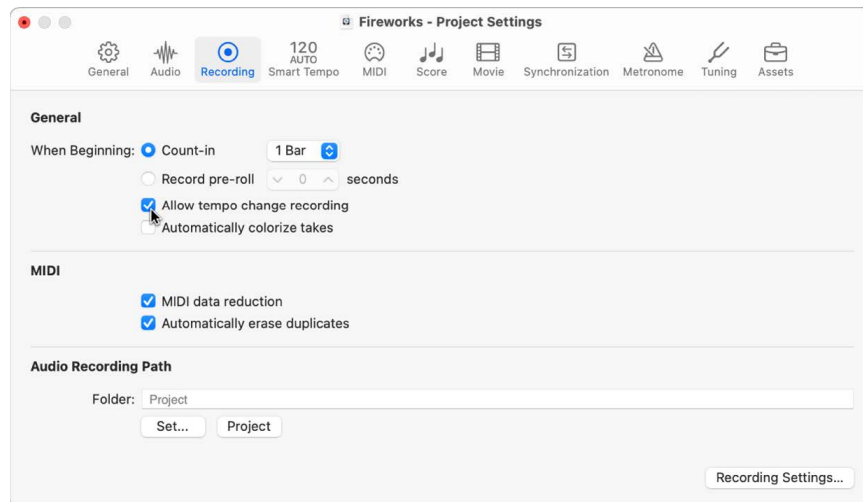 Fireworks - Project Settings
120
AUTO
General Audio Recording Smart Tempo MIDI Score Movie Synchronization Metronome Tuning Assets
General
When Beginning: Count-in 1 Bar
Record pre-roll 0 seconds
Allow tempo change recording
Automatically colorize takes
MIDI
MIDI data reduction
Automatically erase duplicates
Audio Recording Path
Folder: Project
Set... Project
Recording Settings...